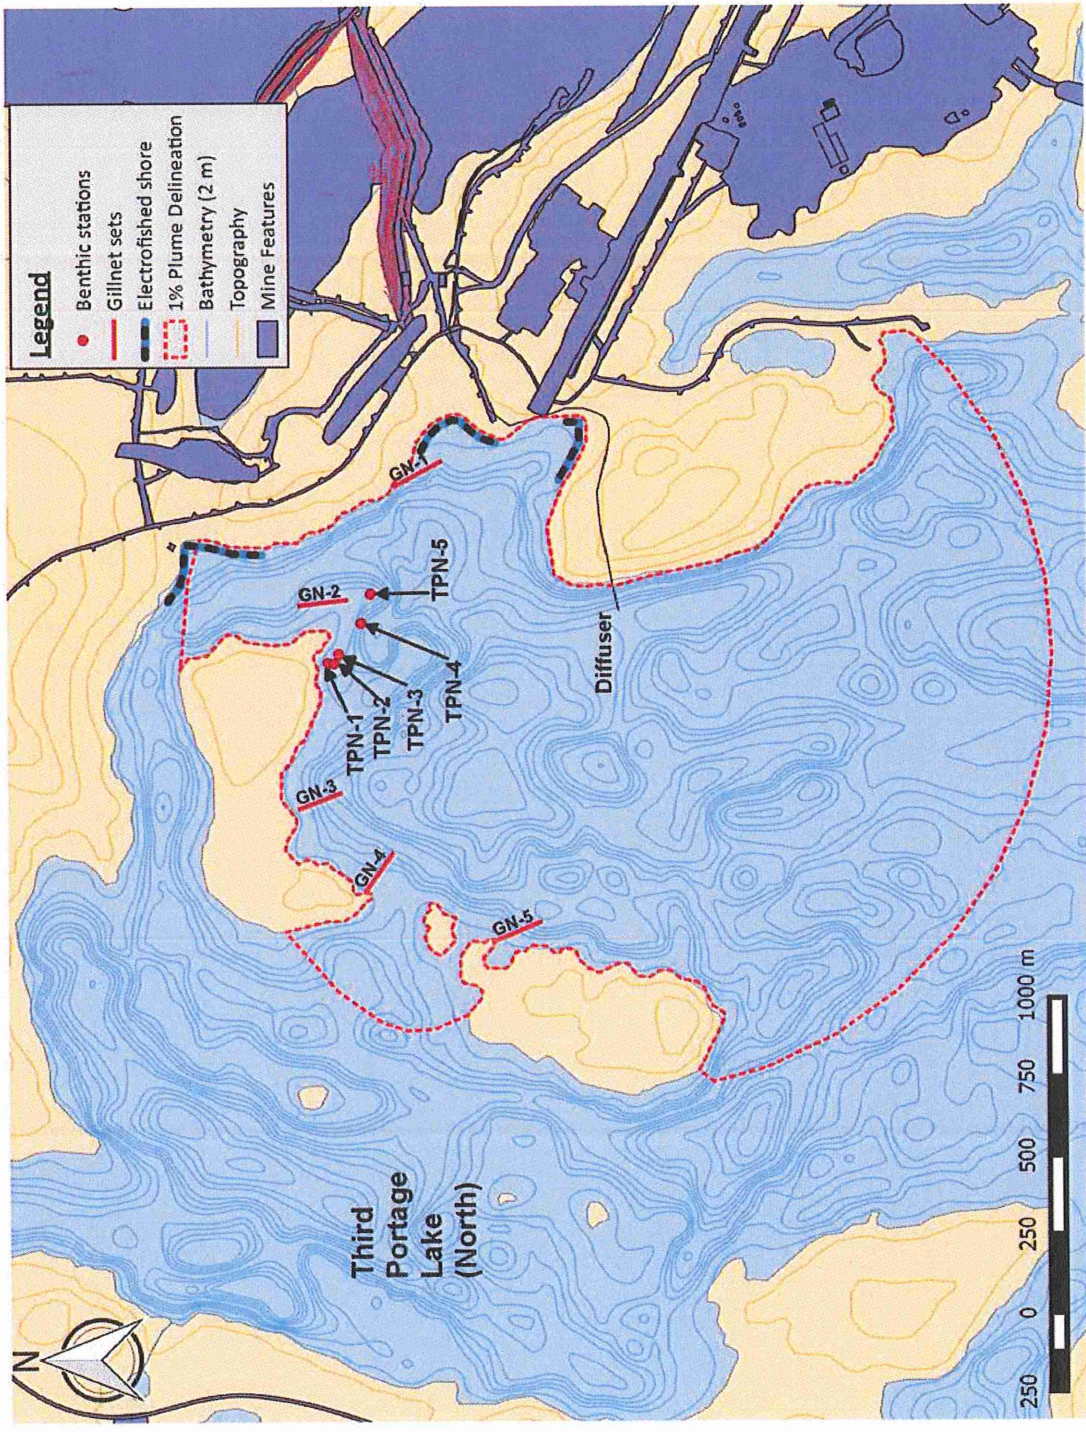 Legend
Benthic stations
Gillnet sets
Electrofished shore
1% Plume Delineation
Bathymetry (2 m)
Topography
Mine Features
N
GN-1
GN-2
GN-3
GN-4
GN-5
TPN-1
TPN-2
TPN-3
TPN-4
TPN-5
Diffuser
Third
Portage
Lake
(North)
250 0 250 500 750 1000 m